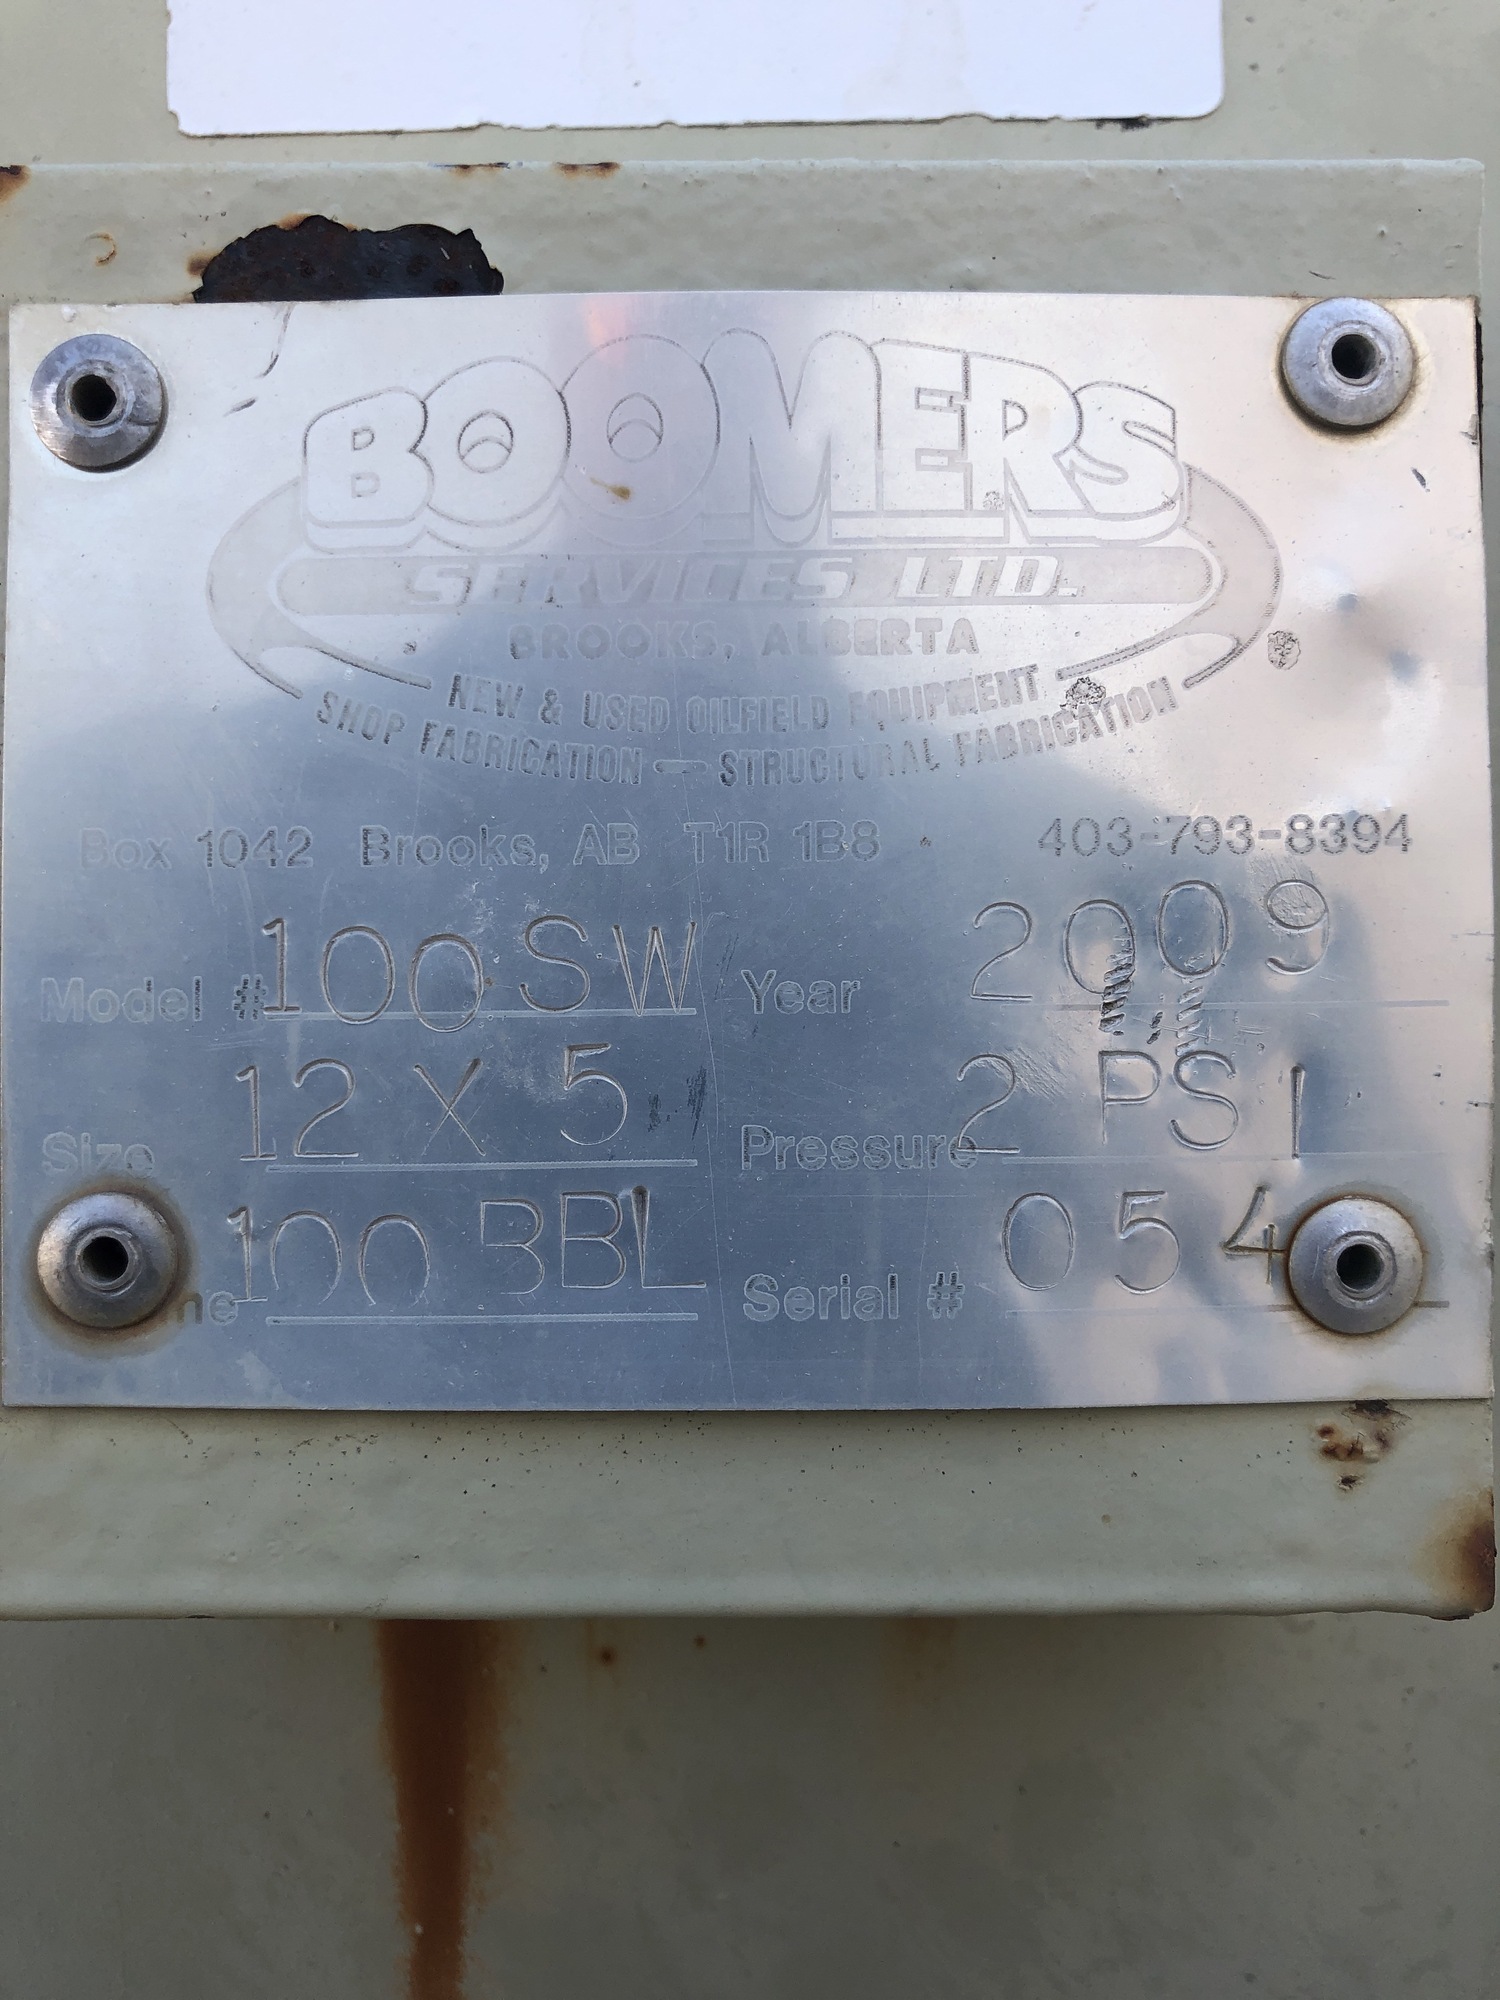 BOOMERS
SERVICES LTD.
BROOKS, ALBERTA
NEW & USED OILFIELD EQUIPMENT
SHOP FABRICATION — STRUCTURAL FABRICATION
Box 1042 Brooks, AB T1R 1B8 403-793-8394
Model # 100 SW Year 2009
Size 12 X 5 Pressure 2 PSI
100 BBL Serial # 054